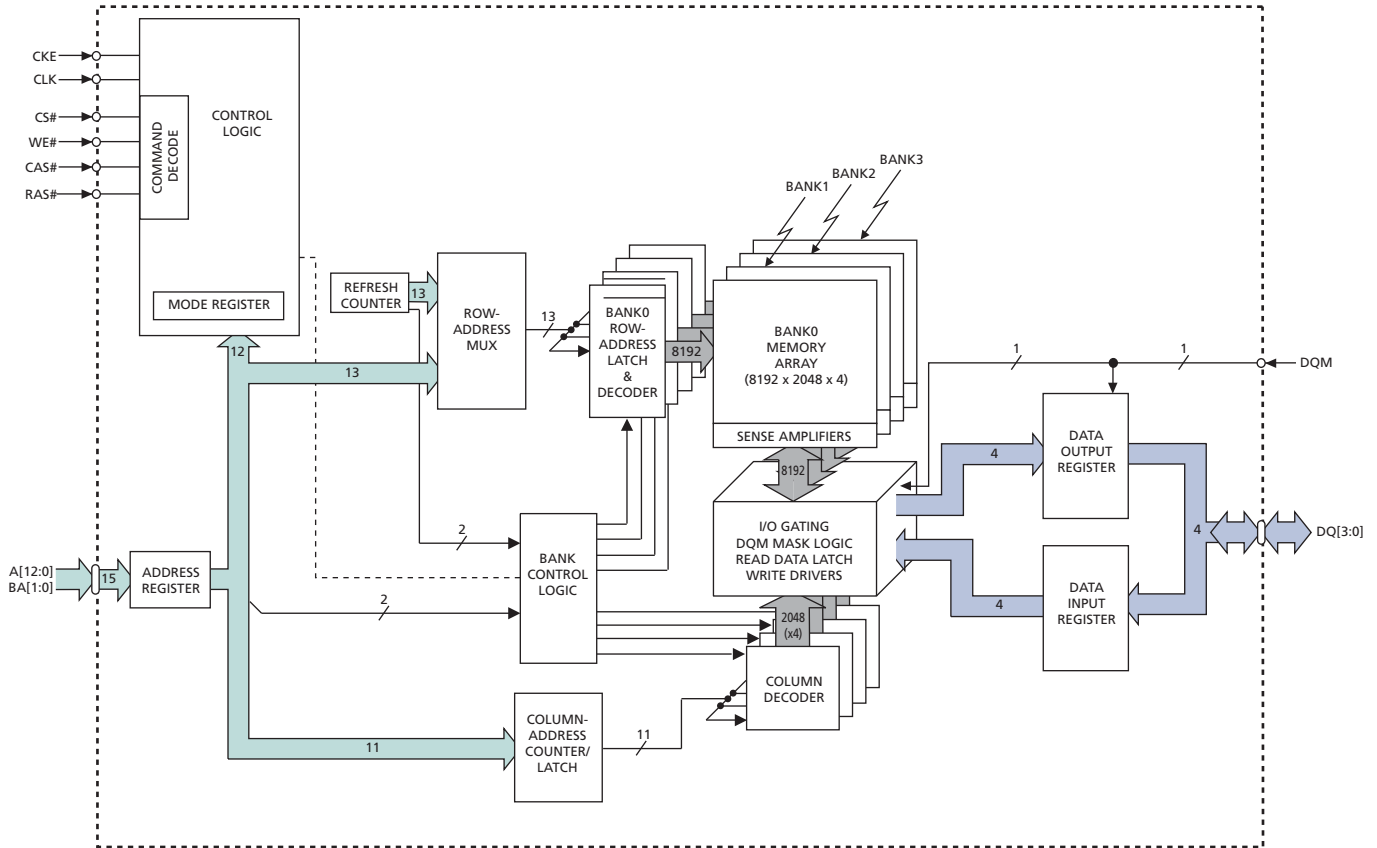 CKE
CLK
CS#
WE#
CAS#
RAS#
COMMAND
DECODE
CONTROL
LOGIC
MODE REGISTER
12
REFRESH
COUNTER
13
13
ROW-
ADDRESS
MUX
13
BANK0
ROW-
ADDRESS
LATCH
&
DECODER
8192
BANK1
BANK2
BANK3
BANK0
MEMORY
ARRAY
(8192 x 2048 x 4)
SENSE AMPLIFIERS
8192
I/O GATING
DQM MASK LOGIC
READ DATA LATCH
WRITE DRIVERS
2048
(x4)
COLUMN
DECODER
1
1
DQM
DATA
OUTPUT
REGISTER
4
4
4
DATA
INPUT
REGISTER
DQ[3:0]
A[12:0]
BA[1:0]
15
ADDRESS
REGISTER
2
2
BANK
CONTROL
LOGIC
11
COLUMN-
ADDRESS
COUNTER/
LATCH
11